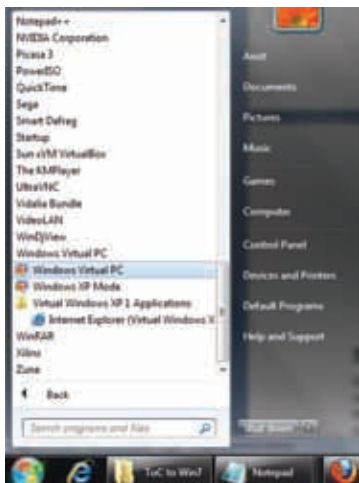 Notepad++
NVIDIA Corporation
Picasa 3
PowerISO
QuickTime
Sega
Smart Defrag
Startup
Sun xVM VirtualBox
The KMPlayer
UltraVNC
Vidalia Bundle
VideoLAN
WinDjView
Windows Virtual PC
Windows Virtual PC
Windows XP Mode
Virtual Windows XP 1 Applications
Internet Explorer (Virtual Windows X
WinRAR
Xilinx
Zune
Back
Search programs and files
Documents
Pictures
Music
Games
Computer
Control Panel
Devices and Printers
Default Programs
Help and Support
Shut down
ToC to Win7
Notepad